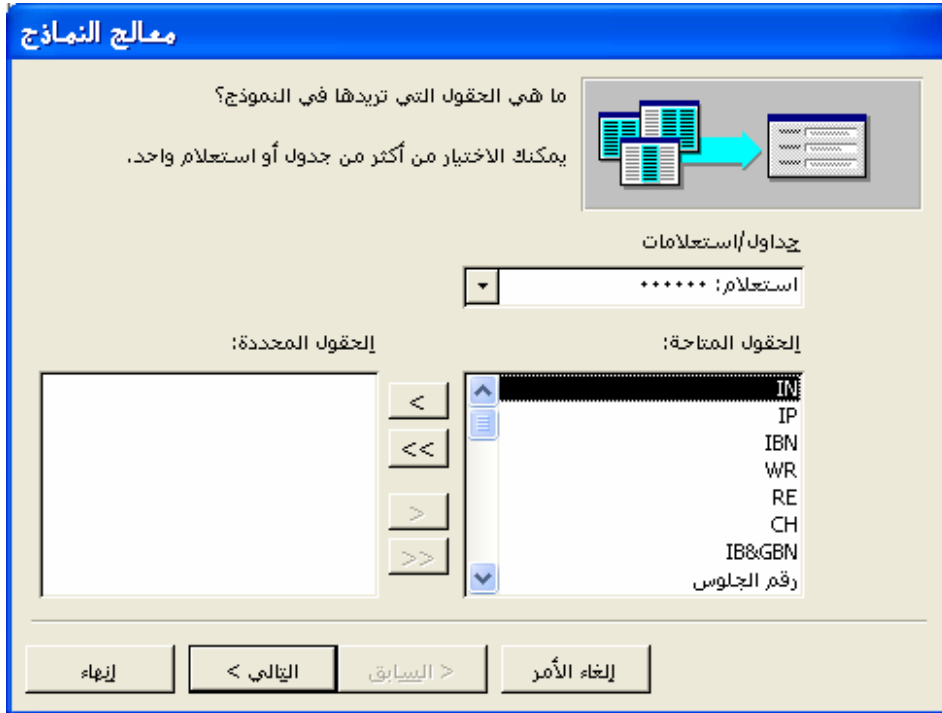 معالج النماذج
ما هي الحقول التي تريدها في النموذج؟
يمكنك الاختيار من أكثر من جدول أو استعلام واحد.
جداول/استعلامات
استعلام: ••••••
الحقول المتاحة:
الحقول المحددة:
IN
IP
IBN
WR
RE
CH
IB&GBN
رقم الجلوس
<
<<
>
>>
إلغاء الأمر
< السابق
التالي >
إنهاء